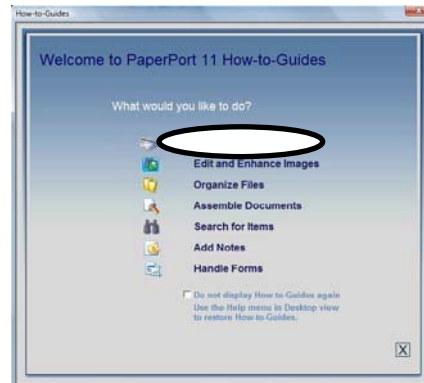 How-to-Guides
Welcome to PaperPort 11 How-to-Guides
What would you like to do?
Edit and Enhance Images
Organize Files
Assemble Documents
Search for Items
Add Notes
Handle Forms
Do not display How-to-Guides again
Use the Help menu in Desktop view
to restore How-to-Guides.
X